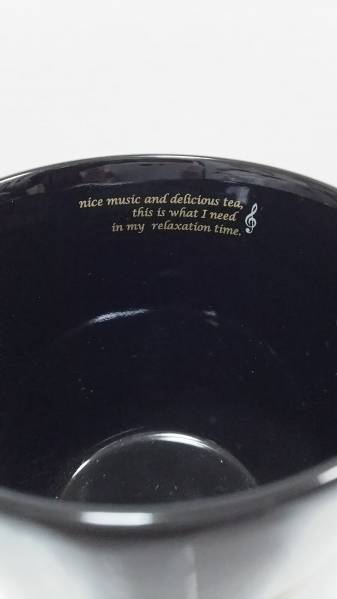 nice music and delicious tea,
this is what I need
in my relaxation time.